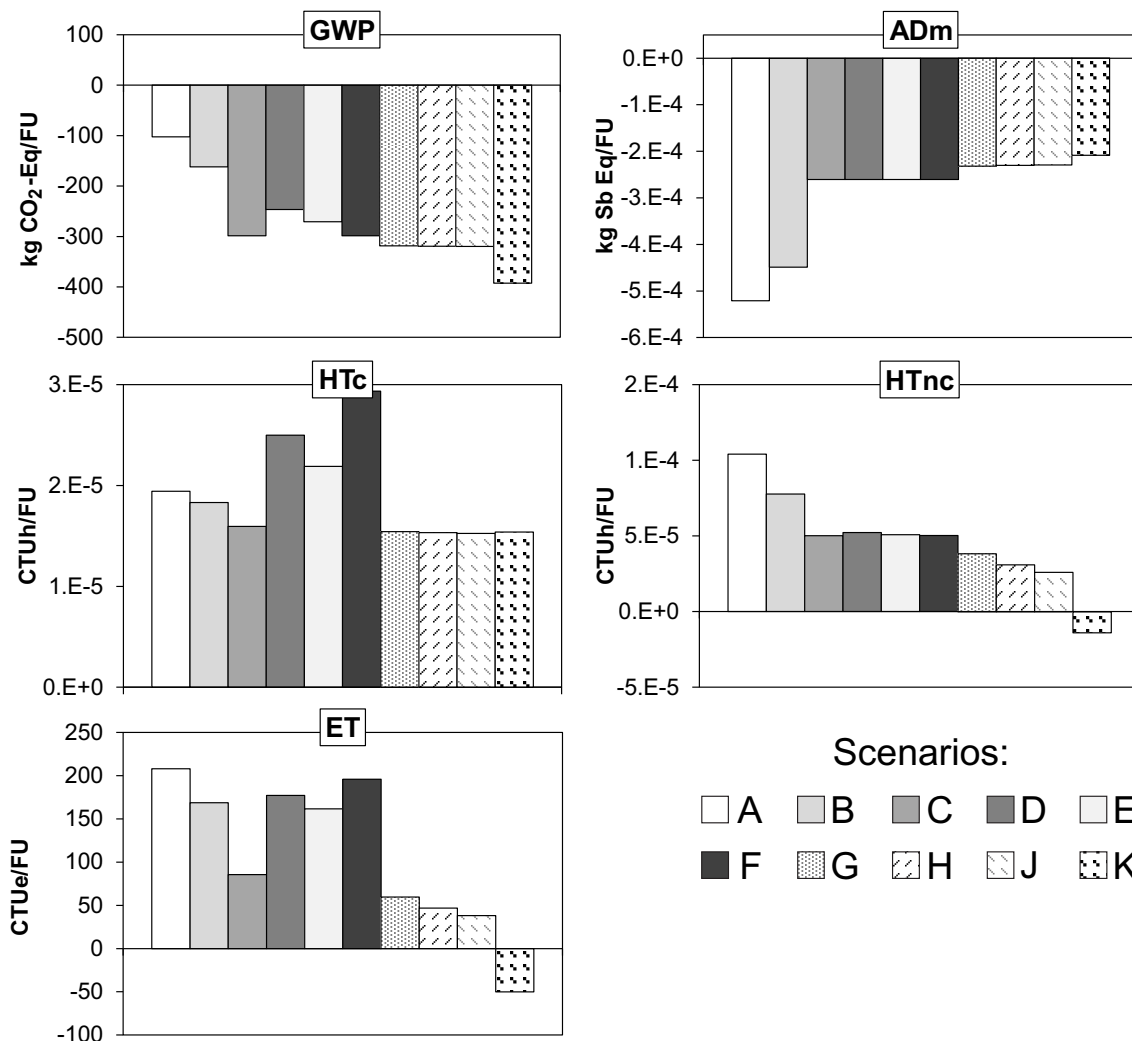 GWP
100
0
-100
-200
-300
-400
-500
kg CO₂-Eq/FU
ADm
0.E+0
-1.E-4
-2.E-4
-3.E-4
-4.E-4
-5.E-4
-6.E-4
kg Sb Eq/FU
HTc
3.E-5
2.E-5
1.E-5
0.E+0
CTUh/FU
HTnc
2.E-4
1.E-4
5.E-5
0.E+0
-5.E-5
CTUh/FU
ET
250
200
150
100
50
0
-50
-100
CTUe/FU
Scenarios:
A B C D E
F G H J K